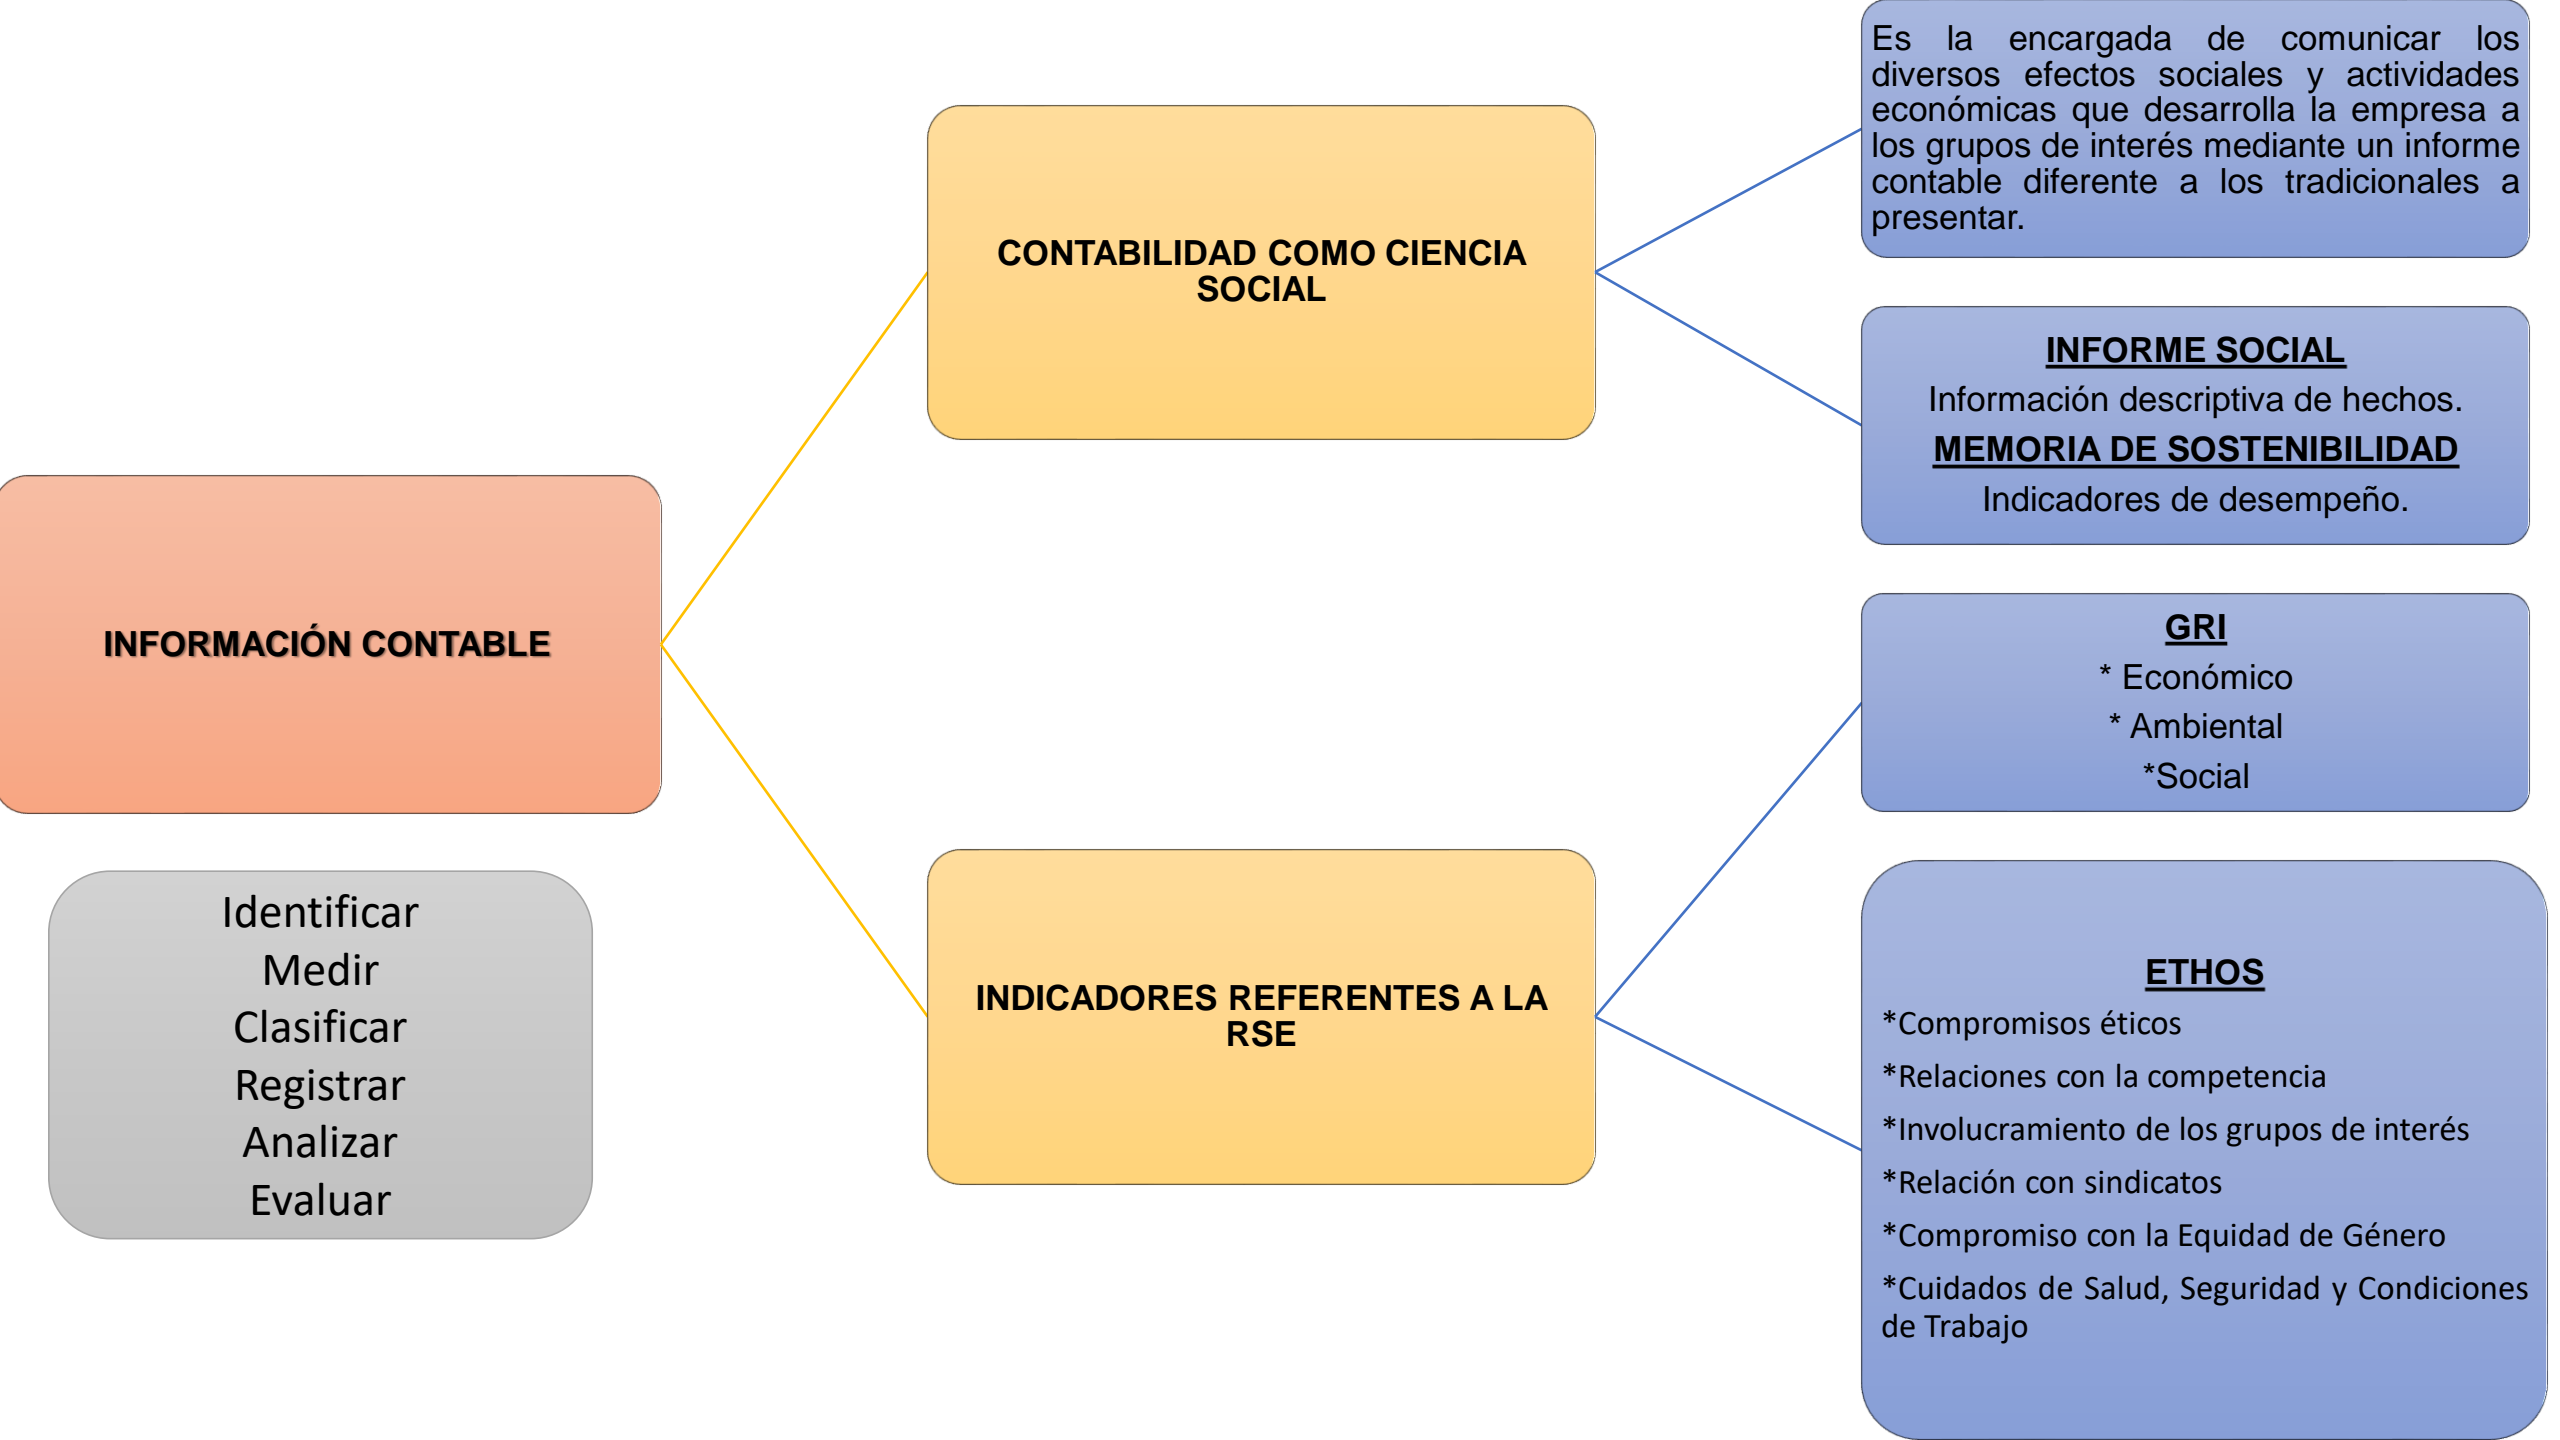 INFORMACIÓN CONTABLE
Identificar
Medir
Clasificar
Registrar
Analizar
Evaluar
CONTABILIDAD COMO CIENCIA
SOCIAL
Es la encargada de comunicar los
diversos efectos sociales y actividades
económicas que desarrolla la empresa a
los grupos de interés mediante un informe
contable diferente a los tradicionales a
presentar.
INFORME SOCIAL
Información descriptiva de hechos.
MEMORIA DE SOSTENIBILIDAD
Indicadores de desempeño.
INDICADORES REFERENTES A LA
RSE
GRI
* Económico
* Ambiental
*Social
ETHOS
*Compromisos éticos
*Relaciones con la competencia
*Involucramiento de los grupos de interés
*Relación con sindicatos
*Compromiso con la Equidad de Género
*Cuidados de Salud, Seguridad y Condiciones
de Trabajo